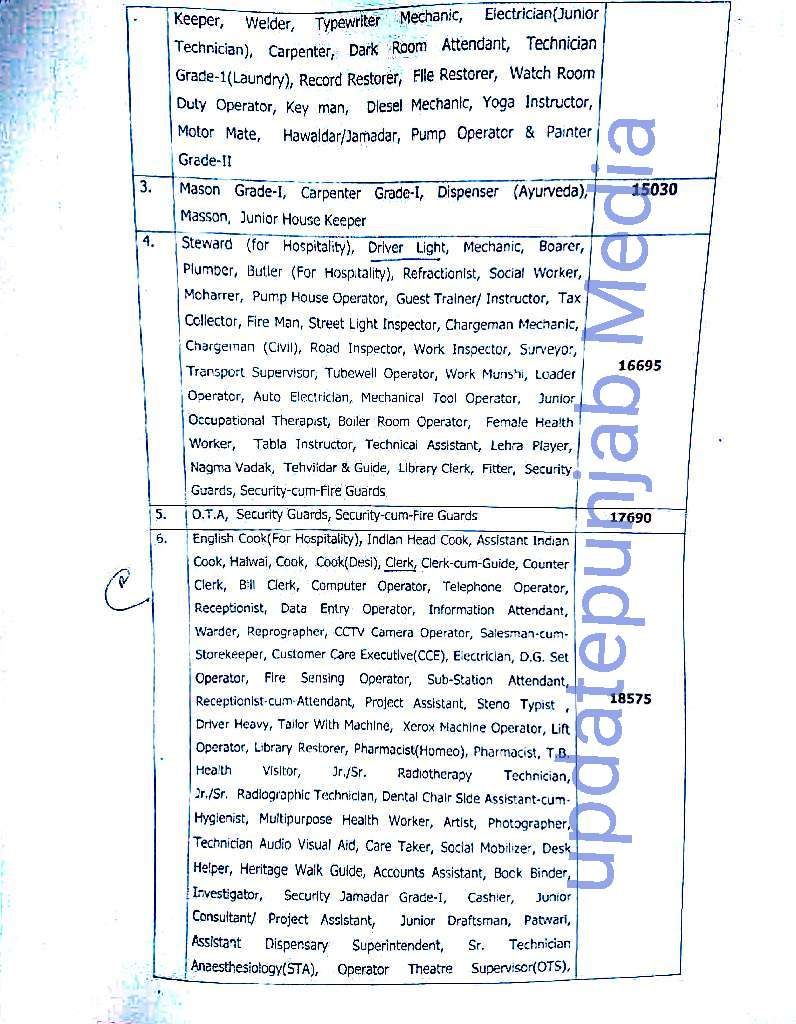 Keeper, Welder, Typewriter Mechanic, Electrician(Junior
Technician), Carpenter, Dark Room Attendant, Technician
Grade-1(Laundry), Record Restorer, File Restorer, Watch Room
Duty Operator, Key man, Diesel Mechanic, Yoga Instructor,
Motor Mate, Hawaldar/Jamadar, Pump Operator & Painter
Grade-II
3. Mason Grade-I, Carpenter Grade-I, Dispenser (Ayurveda), 15030
Masson, Junior House Keeper
4. Steward (for Hospitality), Driver Light, Mechanic, Boarer,
Plumber, Butler (For Hospitality), Refractionist, Social Worker,
Moharrer, Pump House Operator, Guest Trainer/ Instructor, Tax
Collector, Fire Man, Street Light Inspector, Chargeman Mechanic,
Chargeman (Civil), Road Inspector, Work Inspector, Surveyor,
Transport Supervisor, Tubewell Operator, Work Munshi, Loader 16695
Operator, Auto Electrician, Mechanical Tool Operator, Junior
Occupational Therapist, Boiler Room Operator, Female Health
Worker, Tabla Instructor, Technical Assistant, Lehra Player,
Nagma Vadak, Tehvildar & Guide, Library Clerk, Fitter, Security
Guards, Security-cum-Fire Guards
5. O.T.A, Security Guards, Security-cum-Fire Guards 17690
6. English Cook(For Hospitality), Indian Head Cook, Assistant Indian
Cook, Halwai, Cook, Cook(Desi), Clerk, Clerk-cum-Guide, Counter
Clerk, Bill Clerk, Computer Operator, Telephone Operator,
Receptionist, Data Entry Operator, Information Attendant,
Warder, Reprographer, CCTV Camera Operator, Salesman-cum-
Storekeeper, Customer Care Executive(CCE), Electrician, D.G. Set
Operator, Fire Sensing Operator, Sub-Station Attendant,
Receptionist-cum-Attendant, Project Assistant, Steno Typist , 18575
Driver Heavy, Tailor With Machine, Xerox Machine Operator, Lift
Operator, Library Restorer, Pharmacist(Homeo), Pharmacist, T.B.
Health Visitor, Jr./Sr. Radiotherapy Technician,
Jr./Sr. Radiographic Technician, Dental Chair Side Assistant-cum-
Hygienist, Multipurpose Health Worker, Artist, Photographer,
Technician Audio Visual Aid, Care Taker, Social Mobilizer, Desk
Helper, Heritage Walk Guide, Accounts Assistant, Book Binder,
Investigator, Security Jamadar Grade-I, Cashier, Junior
Consultant/ Project Assistant, Junior Draftsman, Patwari,
Assistant Dispensary Superintendent, Sr. Technician
Anaesthesiology(STA), Operator Theatre Supervisor(OTS),
updatepunjab Media